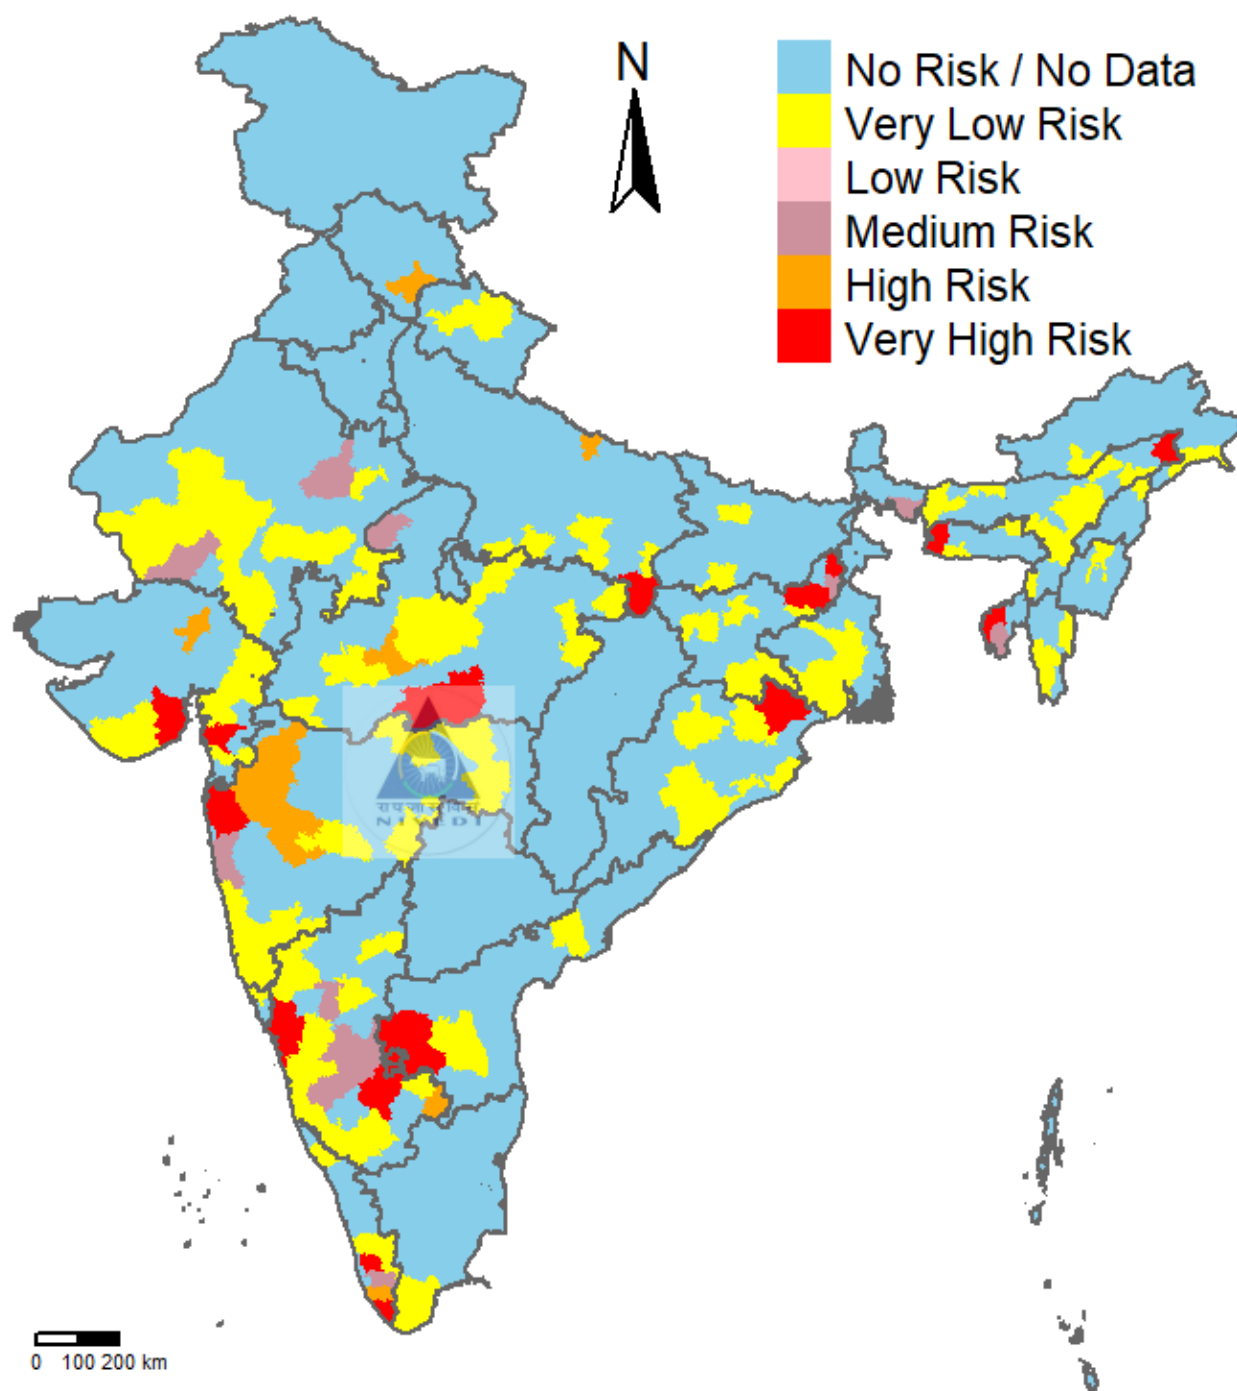 N
No Risk / No Data
Very Low Risk
Low Risk
Medium Risk
High Risk
Very High Risk
NIVEDI
0 100 200 km